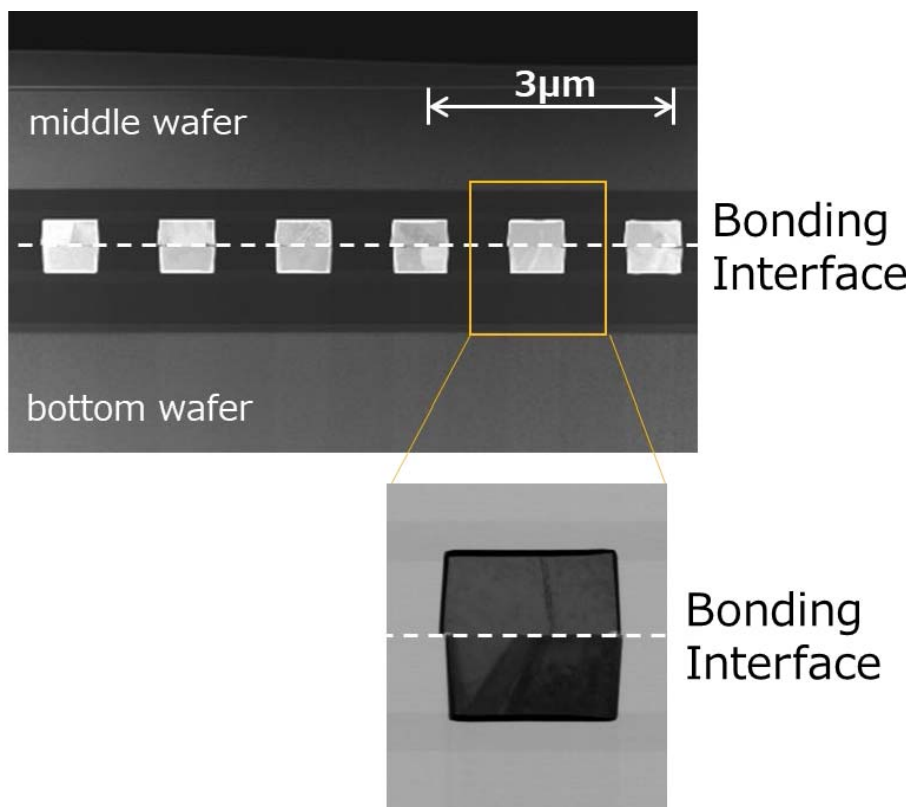 3µm
middle wafer
Bonding
Interface
bottom wafer
Bonding
Interface